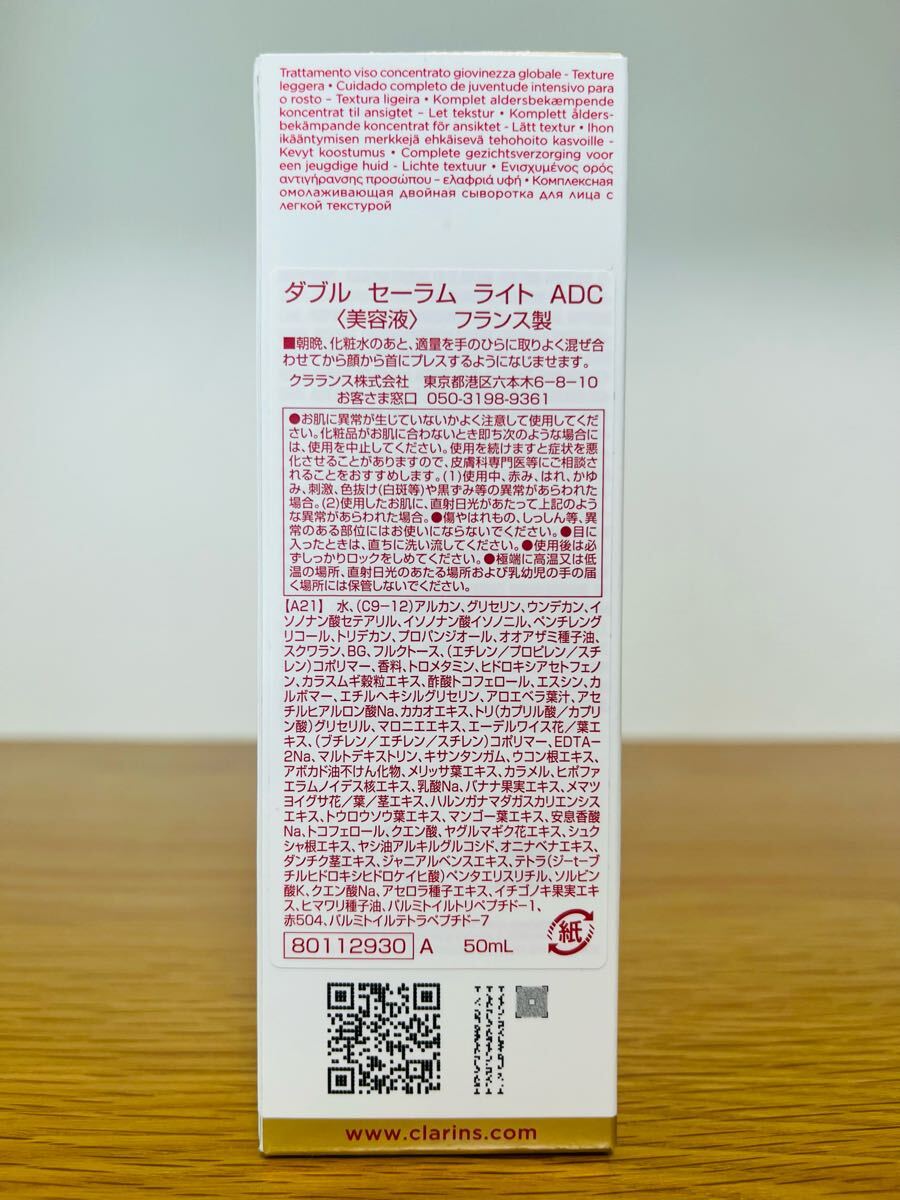 Trattamento viso concentrato giovinezza globale - Texture
leggera • Cuidado completo de juventude intensivo para
o rosto – Textura ligeira • Komplet aldersbekæmpende
koncentrat til ansigtet – Let tekstur • Komplett ålders-
bekämpande koncentrat för ansiktet - Lätt textur • Ihon
ikääntymisen merkkejä ehkäisevä tehohoito kasvoille -
Kevyt koostumus • Complete gezichtsverzorging voor
een jeugdige huid - Lichte textuur • Ενισχυμένος ορός
αντιγήρανσης προσώπου – ελαφριά υφή • Комплексная
омолаживающая двойная сыворотка для лица с
легкой текстурой
ダブル セーラム ライト ADC
〈美容液〉 フランス製
■朝晩、化粧水のあと、適量を手のひらに取りよく混ぜ合
わせてから顔から首にプレスするようになじませます。
クラランス株式会社 東京都港区六本木6-8-10
お客さま窓口 050-3198-9361
●お肌に異常が生じていないかよく注意して使用してくだ
さい。化粧品がお肌に合わないとき即ち次のような場合に
は、使用を中止してください。使用を続けますと症状を悪
化させることがありますので、皮膚科専門医等にご相談さ
れることをおすすめします。(1)使用中、赤み、はれ、かゆ
み、刺激、色抜け(白斑等)や黒ずみ等の異常があらわれた
場合。(2)使用したお肌に、直射日光があたって上記のよう
な異常があらわれた場合。●傷やはれもの、しっしん等、異
常のある部位にはお使いにならないでください。●目に
入ったときは、直ちに洗い流してください。●使用後は必
ずしっかりロックをしめてください。●極端に高温又は低
温の場所、直射日光のあたる場所および乳幼児の手の届
く場所には保管しないでください。
【A21】 水、(C9-12)アルカン、グリセリン、ウンデカン、イ
ソノナン酸セテアリル、イソノナン酸イソノニル、ペンチレング
リコール、トリデカン、プロパンジオール、オオアザミ種子油、
スクワラン、BG、フルクトース、(エチレン/プロピレン/スチ
レン)コポリマー、香料、トロメタミン、ヒドロキシアセトフェノ
ン、カラスムギ穀粒エキス、酢酸トコフェロール、エスシン、カ
ルボマー、エチルヘキシルグリセリン、アロエベラ葉汁、アセ
チルヒアルロン酸Na、カカオエキス、トリ(カプリル酸/カプリ
ン酸)グリセリル、マロニエエキス、エーデルワイス花/葉エ
キス、(ブチレン/エチレン/スチレン)コポリマー、EDTA-
2Na、マルトデキストリン、キサンタンガム、ウコン根エキス、
アボカド油不けん化物、メリッサ葉エキス、カラメル、ヒポファ
エラムノイデス核エキス、乳酸Na、バナナ果実エキス、メマツ
ヨイグサ花/葉/茎エキス、ハルンガナマダガスカリエンシス
エキス、トウロウソウ葉エキス、マンゴー葉エキス、安息香酸
Na、トコフェロール、クエン酸、ヤグルマギク花エキス、シュク
シャ根エキス、ヤシ油アルキルグルコシド、オニナベナエキス、
ダンチク茎エキス、ジャニアルベンスエキス、テトラ(ジ-t-ブ
チルヒドロキシヒドロケイヒ酸)ペンタエリスリチル、ソルビン
酸K、クエン酸Na、アセロラ種子エキス、イチゴノキ果実エキ
ス、ヒマワリ種子油、パルミトイルトリペプチド-1、
赤504、パルミトイルテトラペプチド-7
80112930 A 50mL
紙
www.clarins.com